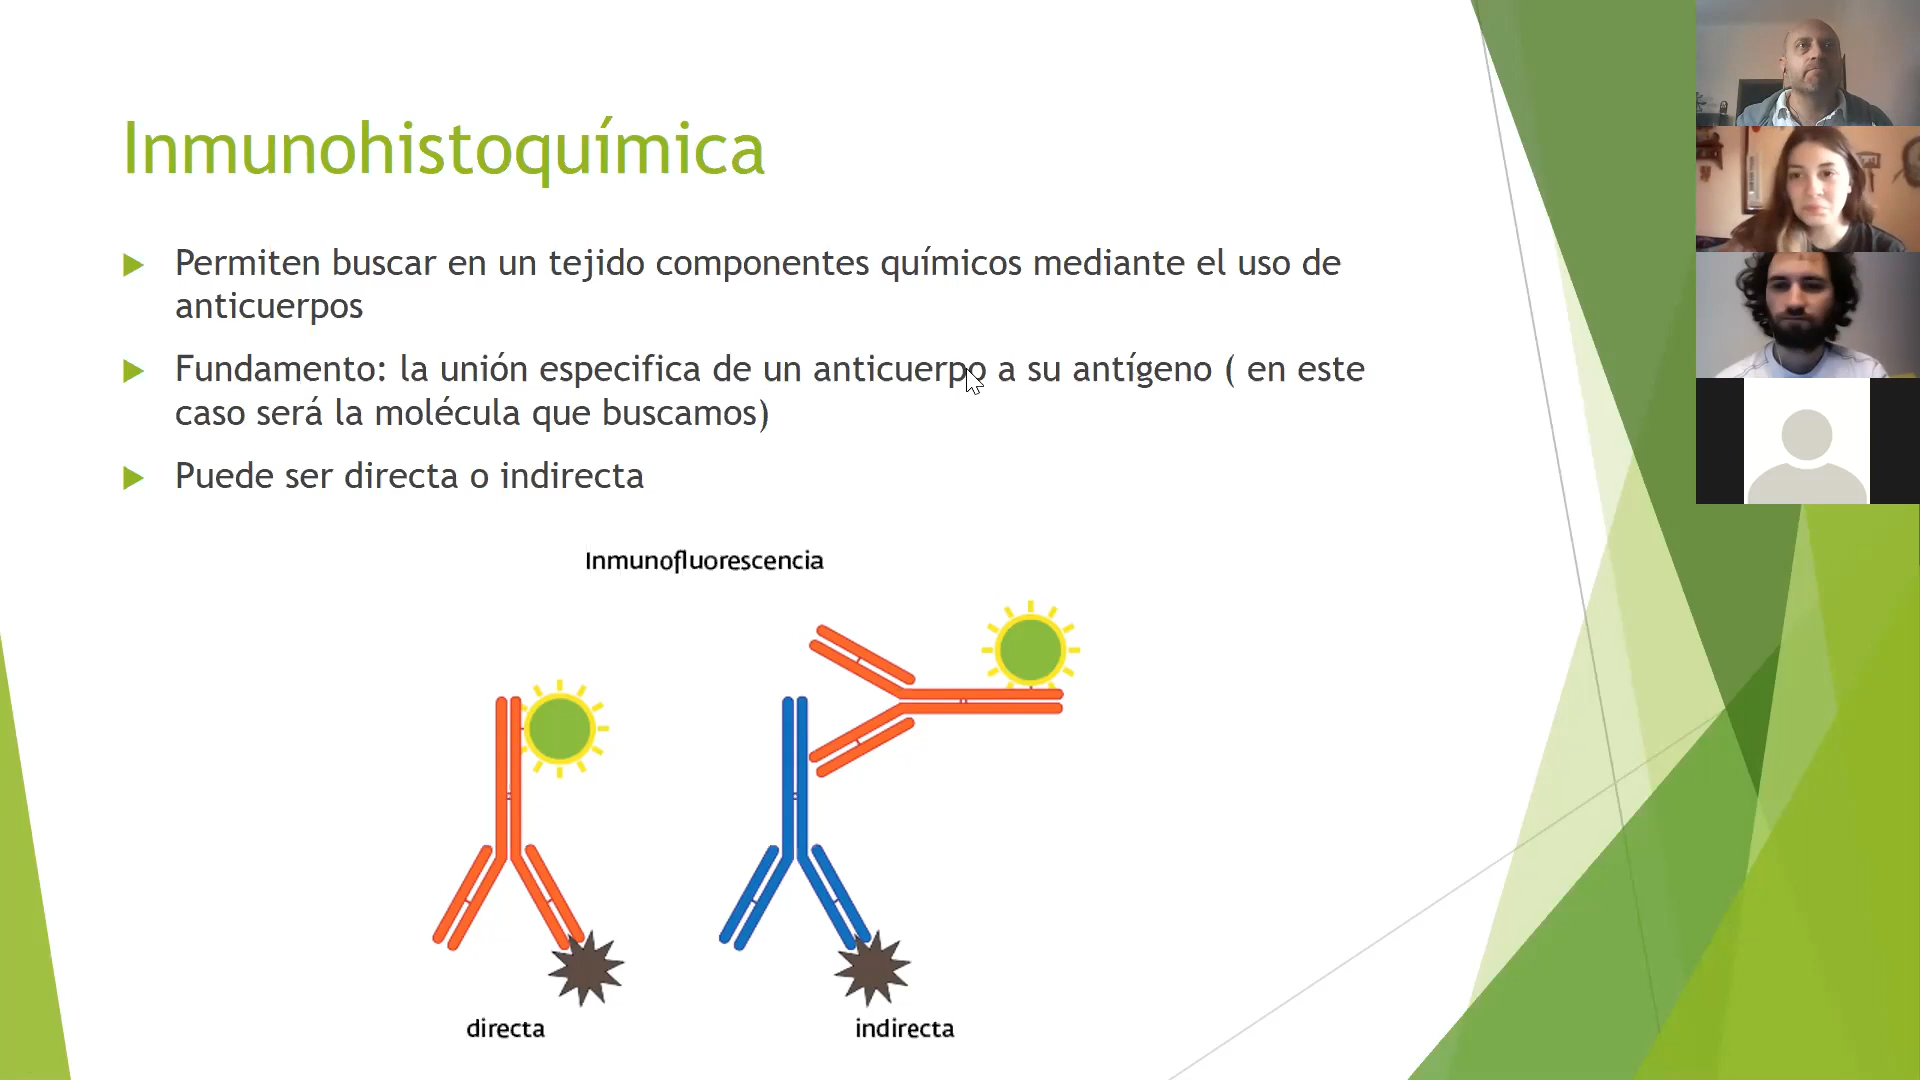 Inmunohistoquímica
Permiten buscar en un tejido componentes químicos mediante el uso de
anticuerpos
Fundamento: la unión especifica de un anticuerpo a su antígeno ( en este
caso será la molécula que buscamos)
Puede ser directa o indirecta
Inmunofluorescencia
directa
indirecta